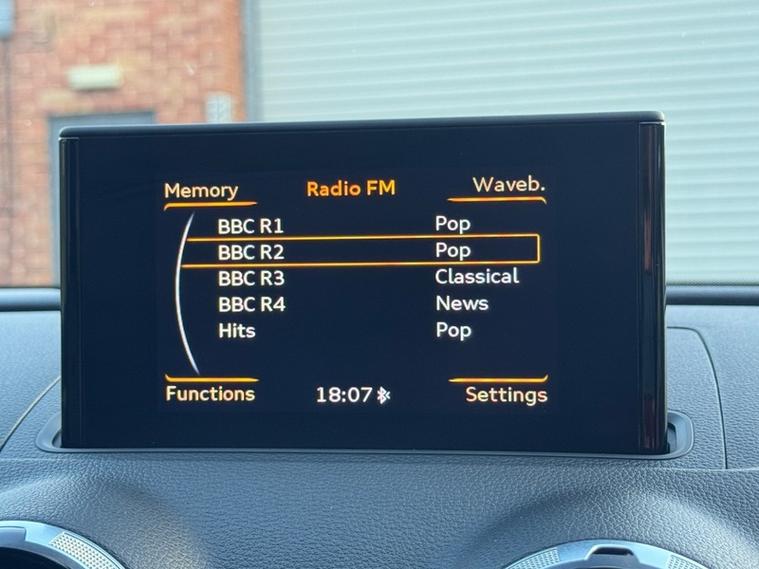 Memory Radio FM Waveb.
BBC R1 Pop
BBC R2 Pop
BBC R3 Classical
BBC R4 News
Hits Pop
Functions 18:07 Settings